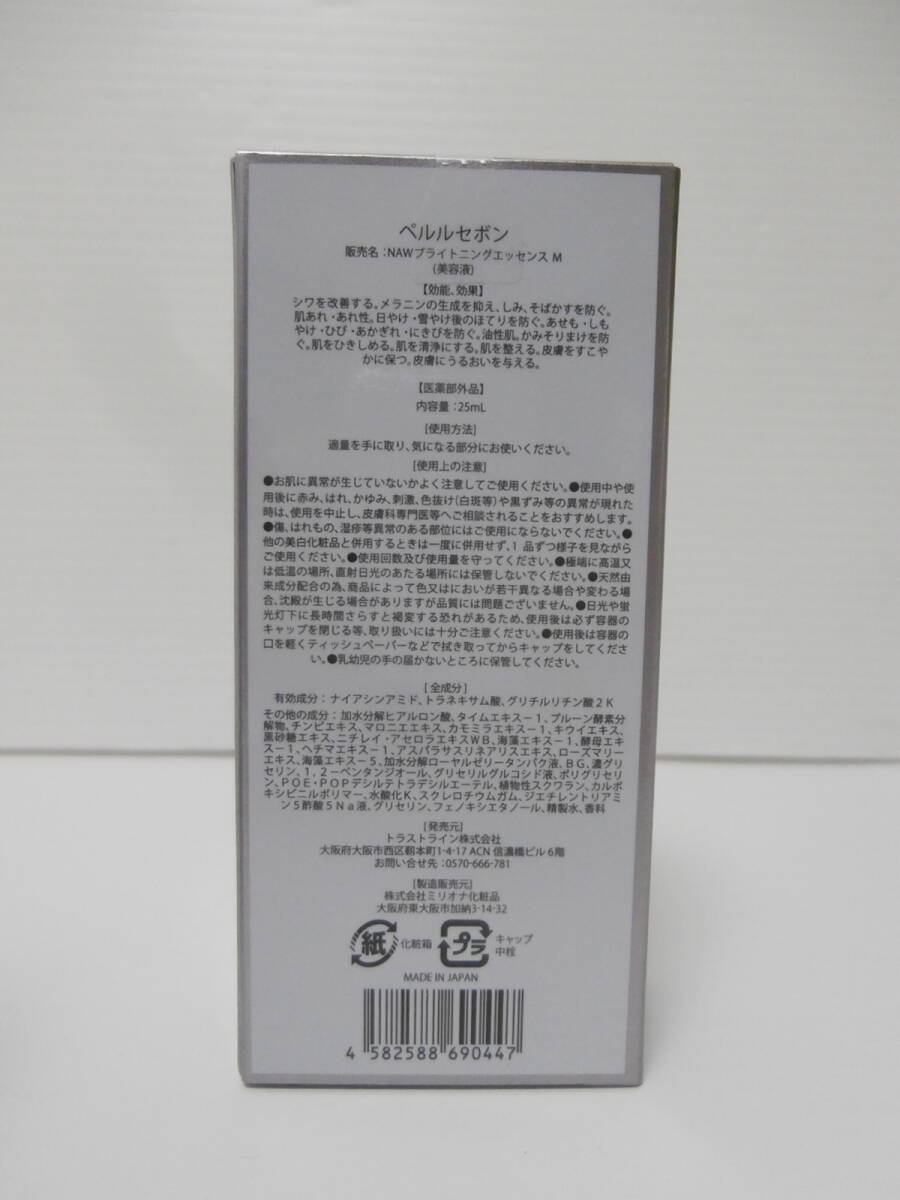 ペルルセボン
販売名：NAWブライトニングエッセンス M
(美容液)
【効能、効果】
シワを改善する。メラニンの生成を抑え、しみ、そばかすを防ぐ。
肌あれ・あれ性。日やけ・雪やけ後のほてりを防ぐ。あせも・しも
やけ・ひび・あかぎれ・にきびを防ぐ。油性肌。かみそりまけを防
ぐ。肌をひきしめる。肌を清浄にする。肌を整える。皮膚をすこや
かに保つ。皮膚にうるおいを与える。
【医薬部外品】
内容量：25mL
[使用方法]
適量を手に取り、気になる部分にお使いください。
[使用上の注意]
●お肌に異常が生じていないかよく注意してご使用ください。●使用中や使
用後に赤み、はれ、かゆみ、刺激、色抜け(白斑等)や黒ずみ等の異常が現れた
時は、使用を中止し、皮膚科専門医等へご相談されることをおすすめします。
●傷、はれもの、湿疹等異常のある部位にはご使用にならないでください。●
他の美白化粧品と併用するときは一度に併用せず、1 品ずつ様子を見ながら
ご使用ください。●使用回数及び使用量を守ってください。●極端に高温又
は低温の場所、直射日光のあたる場所には保管しないでください。●天然由
来成分配合の為、商品によって色又はにおいが若干異なる場合や変わる場
合、沈殿が生じる場合がありますが品質には問題ございません。●日光や蛍
光灯下に長時間さらすと褐変する恐れがあるため、使用後は必ず容器の
キャップを閉じる等、取り扱いには十分ご注意ください。●使用後は容器の
口を軽くティッシュペーパーなどで拭き取ってからキャップをしてくださ
い。●乳幼児の手の届かないところに保管してください。
[全成分]
有効成分：ナイアシンアミド、トラネキサム酸、グリチルリチン酸２Ｋ
その他の成分：加水分解ヒアルロン酸、タイムエキス－１、プルーン酵素分
解物、チンピエキス、マロニエエキス、カモミラエキス－１、キウイエキス、
黒砂糖エキス、ニチレイ・アセロラエキスＷＢ、海藻エキス－１、酵母エキ
ス－１、ヘチマエキス－１、アスパラサスリネアリスエキス、ローズマリー
エキス、海藻エキス－５、加水分解ローヤルゼリータンパク液、ＢＧ、濃グリ
セリン、１，２－ペンタンジオール、グリセリルグルコシド液、ポリグリセリ
ン、ＰＯＥ・ＰＯＰデシルテトラデシルエーテル、植物性スクワラン、カルボ
キシビニルポリマー、水酸化Ｋ、スクレロチウムガム、ジエチレントリアミ
ン５酢酸５Ｎａ液、グリセリン、フェノキシエタノール、精製水、香料
[発売元]
トラストライン株式会社
大阪府大阪市西区靱本町1-4-17 ACN 信濃橋ビル 6階
お問い合せ先：0570-666-781
[製造販売元]
株式会社ミリオナ化粧品
大阪府東大阪市加納3-14-32
紙 化粧箱 プラ キャップ
中栓
MADE IN JAPAN
4 582588 690447